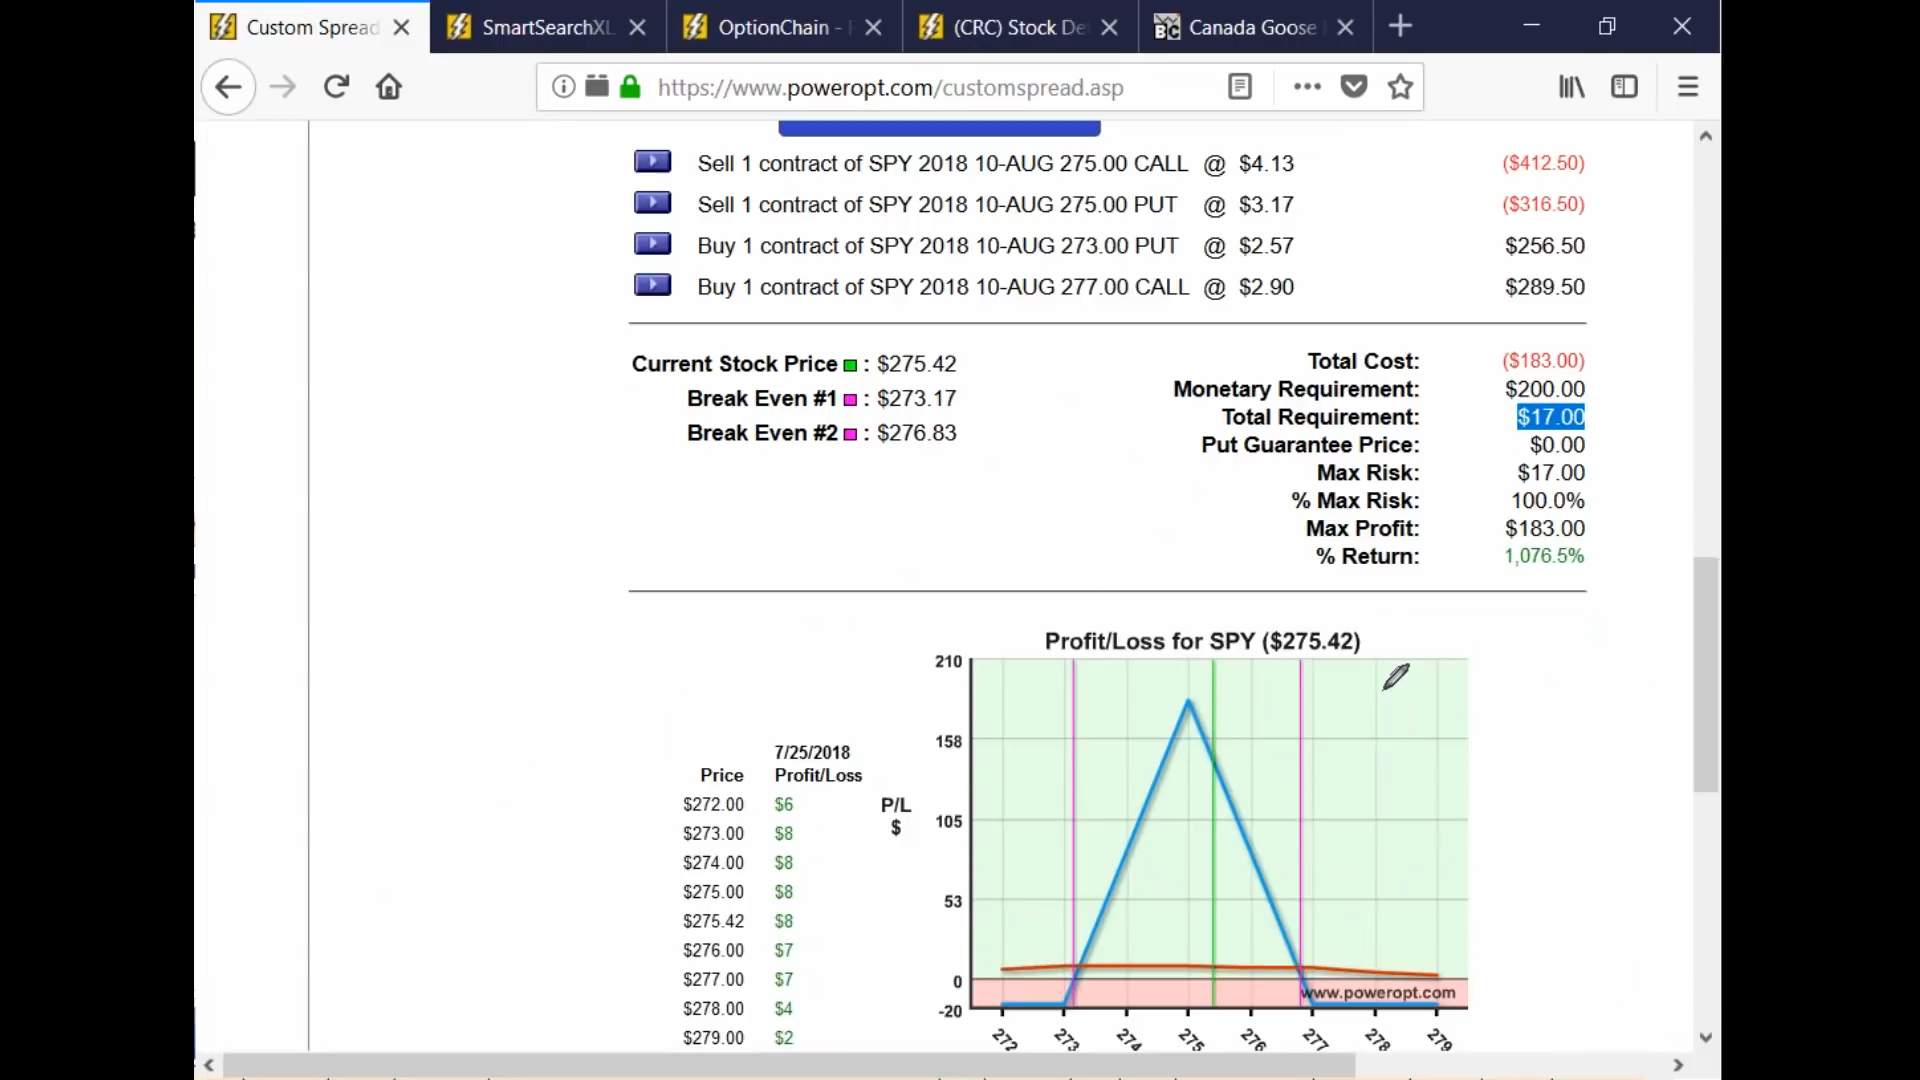 Custom Spread
SmartSearchXL
OptionChain -
(CRC) Stock De
BC Canada Goose
https://www.poweropt.com/customspread.asp
Sell 1 contract of SPY 2018 10-AUG 275.00 CALL @ $4.13 ($412.50)
Sell 1 contract of SPY 2018 10-AUG 275.00 PUT @ $3.17 ($316.50)
Buy 1 contract of SPY 2018 10-AUG 273.00 PUT @ $2.57 $256.50
Buy 1 contract of SPY 2018 10-AUG 277.00 CALL @ $2.90 $289.50
Current Stock Price : $275.42
Break Even #1 : $273.17
Break Even #2 : $276.83
Total Cost: ($183.00)
Monetary Requirement: $200.00
Total Requirement: $17.00
Put Guarantee Price: $0.00
Max Risk: $17.00
% Max Risk: 100.0%
Max Profit: $183.00
% Return: 1,076.5%
Profit/Loss for SPY ($275.42)
7/25/2018
Price Profit/Loss
$272.00 $6
$273.00 $8
$274.00 $8
$275.00 $8
$275.42 $8
$276.00 $7
$277.00 $7
$278.00 $4
$279.00 $2
P/L
$
210
158
105
53
0
-20
www.poweropt.com
272 273 274 275 276 277 278 279